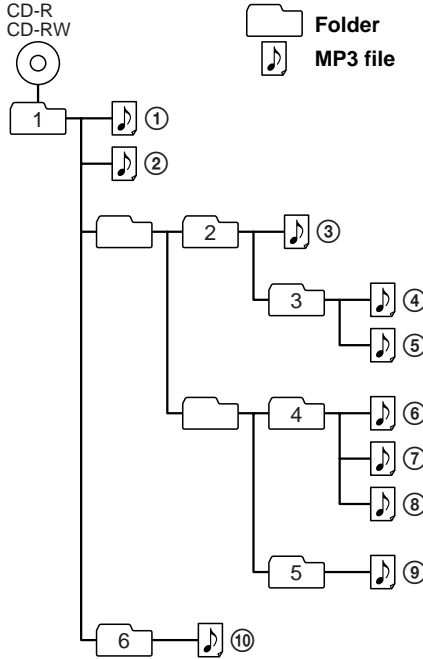 CD-R
CD-RW
Folder
MP3 file
1 ①
②
2 ③
3 ④
⑤
4 ⑥
⑦
⑧
5 ⑨
6 ⑩